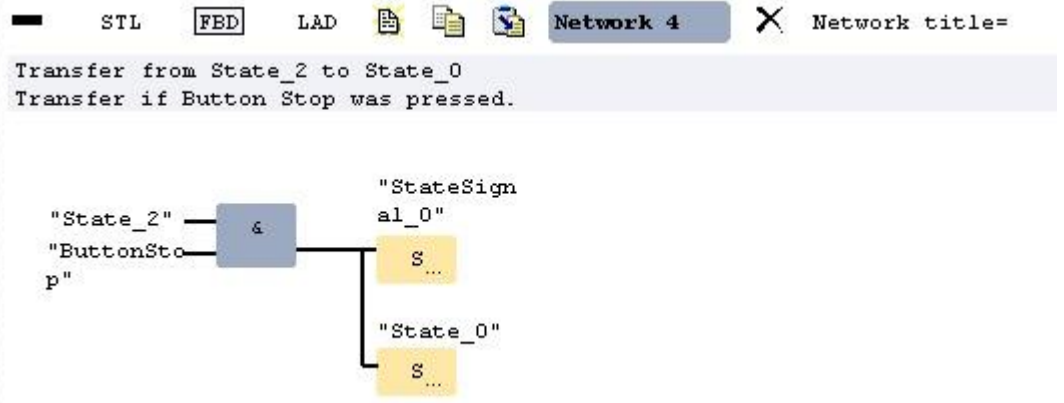 STL FBD LAD Network 4 Network title=
Transfer from State_2 to State_0
Transfer if Button Stop was pressed.
"StateSign
al_0"
"State_2"
&
"ButtonSto
p"
S...
"State_0"
S...